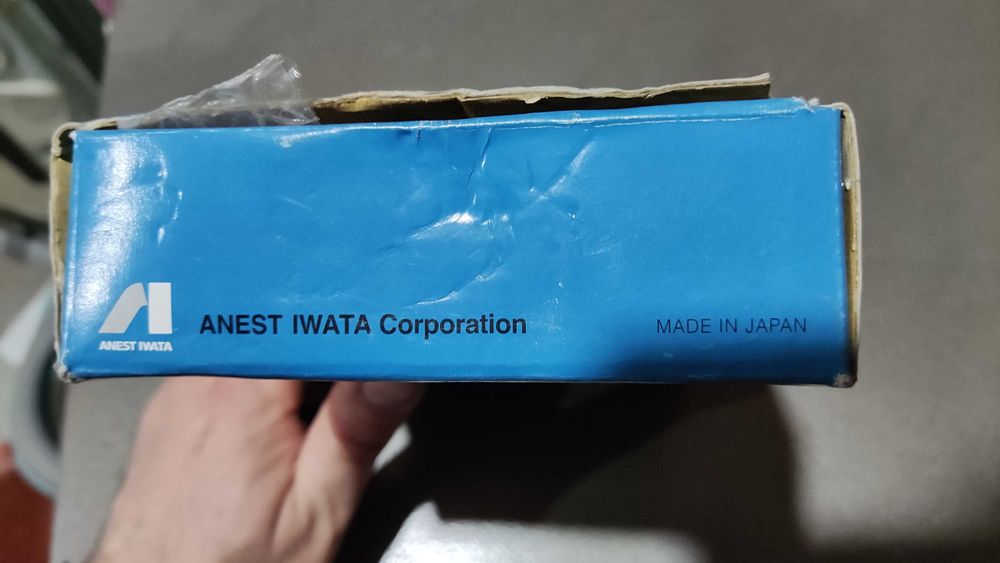 ANEST IWATA
ANEST IWATA Corporation
MADE IN JAPAN